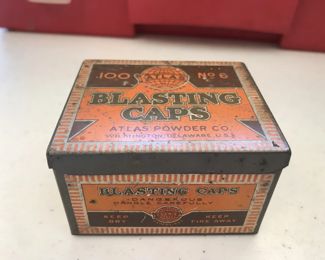 100 ATLAS No 6
BLASTING
CAPS
ATLAS POWDER CO.
WILMINGTON, DELAWARE, U.S.A.
BLASTING CAPS
DANGEROUS
HANDLE CAREFULLY
KEEP DRY
KEEP FIRE AWAY